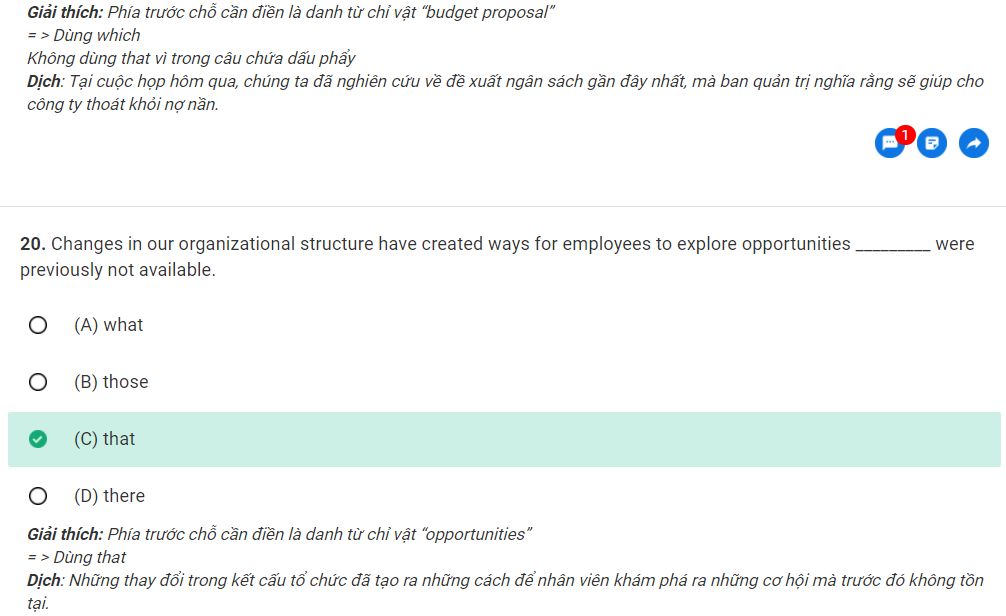 Giải thích: Phía trước chỗ cần điền là danh từ chỉ vật “budget proposal”
= > Dùng which
Không dùng that vì trong câu chứa dấu phẩy
Dịch: Tại cuộc họp hôm qua, chúng ta đã nghiên cứu về đề xuất ngân sách gần đây nhất, mà ban quản trị nghĩa rằng sẽ giúp cho
công ty thoát khỏi nợ nần.
1
20. Changes in our organizational structure have created ways for employees to explore opportunities _________ were
previously not available.
(A) what
(B) those
(C) that
(D) there
Giải thích: Phía trước chỗ cần điền là danh từ chỉ vật “opportunities”
= > Dùng that
Dịch: Những thay đổi trong kết cấu tổ chức đã tạo ra những cách để nhân viên khám phá ra những cơ hội mà trước đó không tồn
tại.